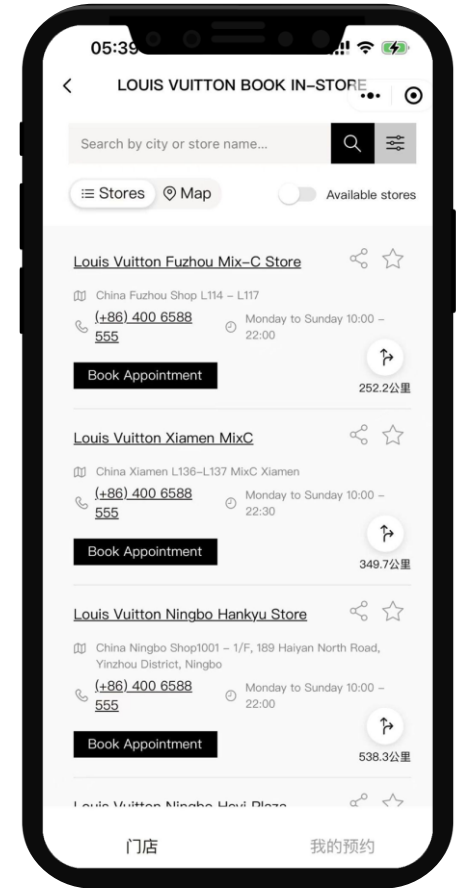 05:39
LOUIS VUITTON BOOK IN-STORE
Search by city or store name...
Stores
Map
Available stores
Louis Vuitton Fuzhou Mix-C Store
China Fuzhou Shop L114 – L117
(+86) 400 6588
555
Monday to Sunday 10:00 –
22:00
Book Appointment
252.2公里
Louis Vuitton Xiamen MixC
China Xiamen L136–L137 MixC Xiamen
(+86) 400 6588
555
Monday to Sunday 10:00 –
22:30
Book Appointment
349.7公里
Louis Vuitton Ningbo Hankyu Store
China Ningbo Shop1001 – 1/F, 189 Haiyan North Road,
Yinzhou District, Ningbo
(+86) 400 6588
555
Monday to Sunday 10:00 –
22:00
Book Appointment
538.3公里
Louis Vuitton Ningbo Heyi Plaza
门店
我的预约